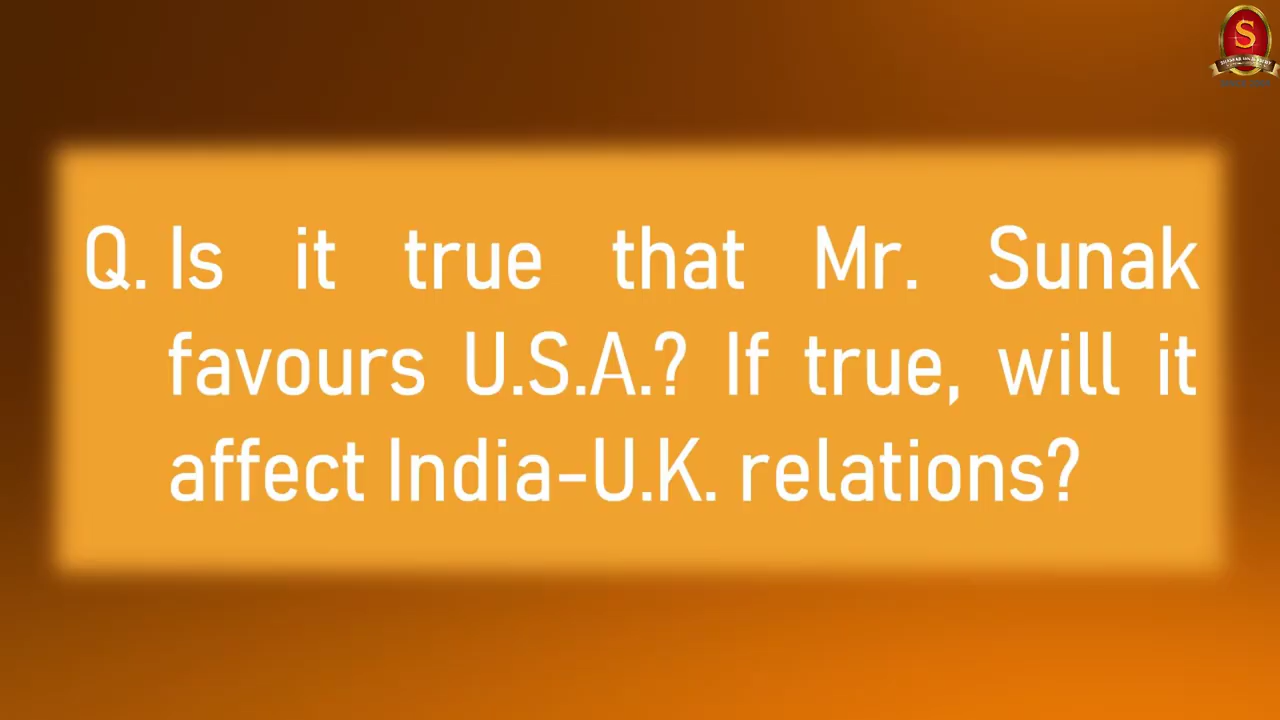 S
Q. Is it true that Mr. Sunak
favours U.S.A.? If true, will it
affect India-U.K. relations?